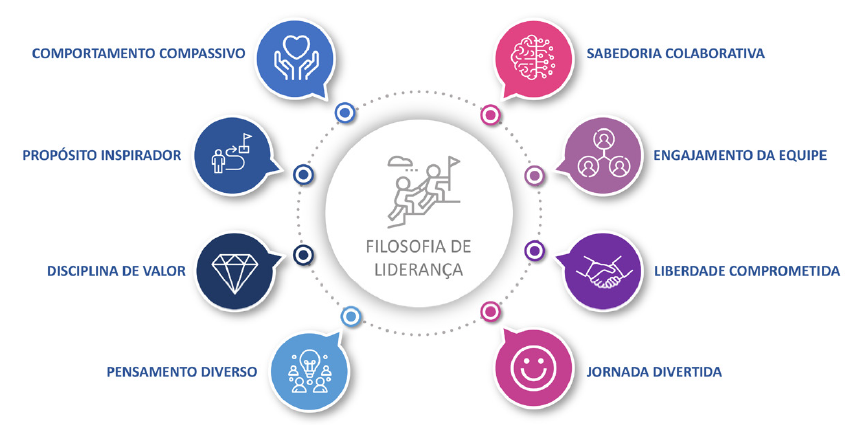 COMPORTAMENTO COMPASSIVO
SABEDORIA COLABORATIVA
PROPÓSITO INSPIRADOR
ENGAJAMENTO DA EQUIPE
FILOSOFIA DE
LIDERANÇA
DISCIPLINA DE VALOR
LIBERDADE COMPROMETIDA
PENSAMENTO DIVERSO
JORNADA DIVERTIDA